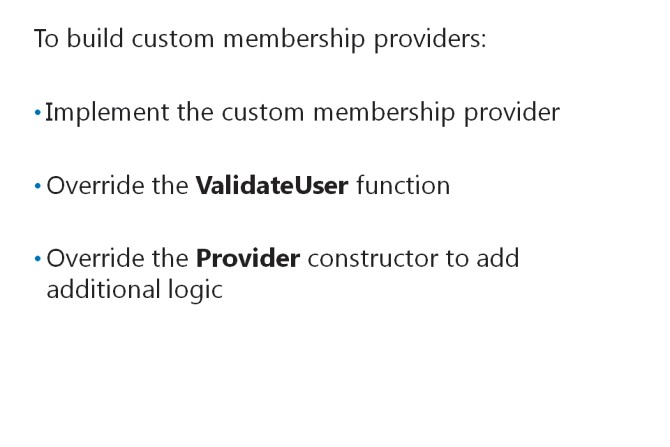 To build custom membership providers:
•Implement the custom membership provider
• Override the ValidateUser function
• Override the Provider constructor to add
additional logic